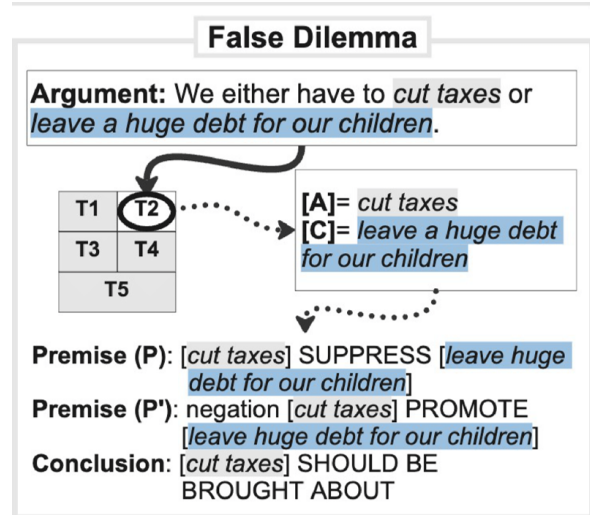 False Dilemma
Argument: We either have to cut taxes or
leave a huge debt for our children.
T1 T2
T3 T4
T5
[A]= cut taxes
[C]= leave a huge debt
for our children
Premise (P): [cut taxes] SUPPRESS [leave huge
debt for our children]
Premise (P'): negation [cut taxes] PROMOTE
[leave huge debt for our children]
Conclusion: [cut taxes] SHOULD BE
BROUGHT ABOUT